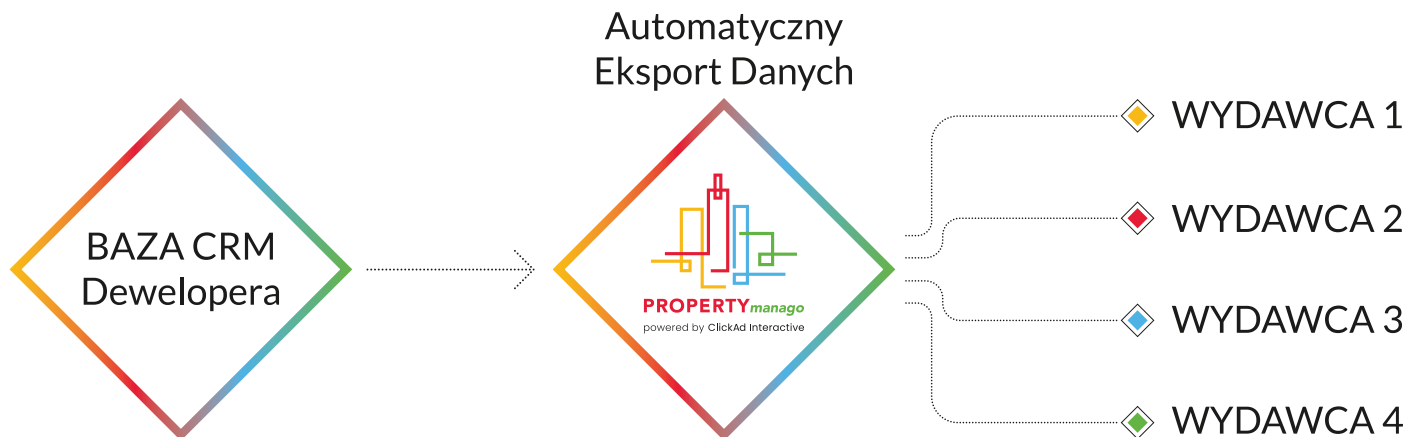 BAZA CRM
Dewelopera
Automatyczny
Eksport Danych
PROPERTYmanago
powered by ClickAd Interactive
WYDAWCA 1
WYDAWCA 2
WYDAWCA 3
WYDAWCA 4